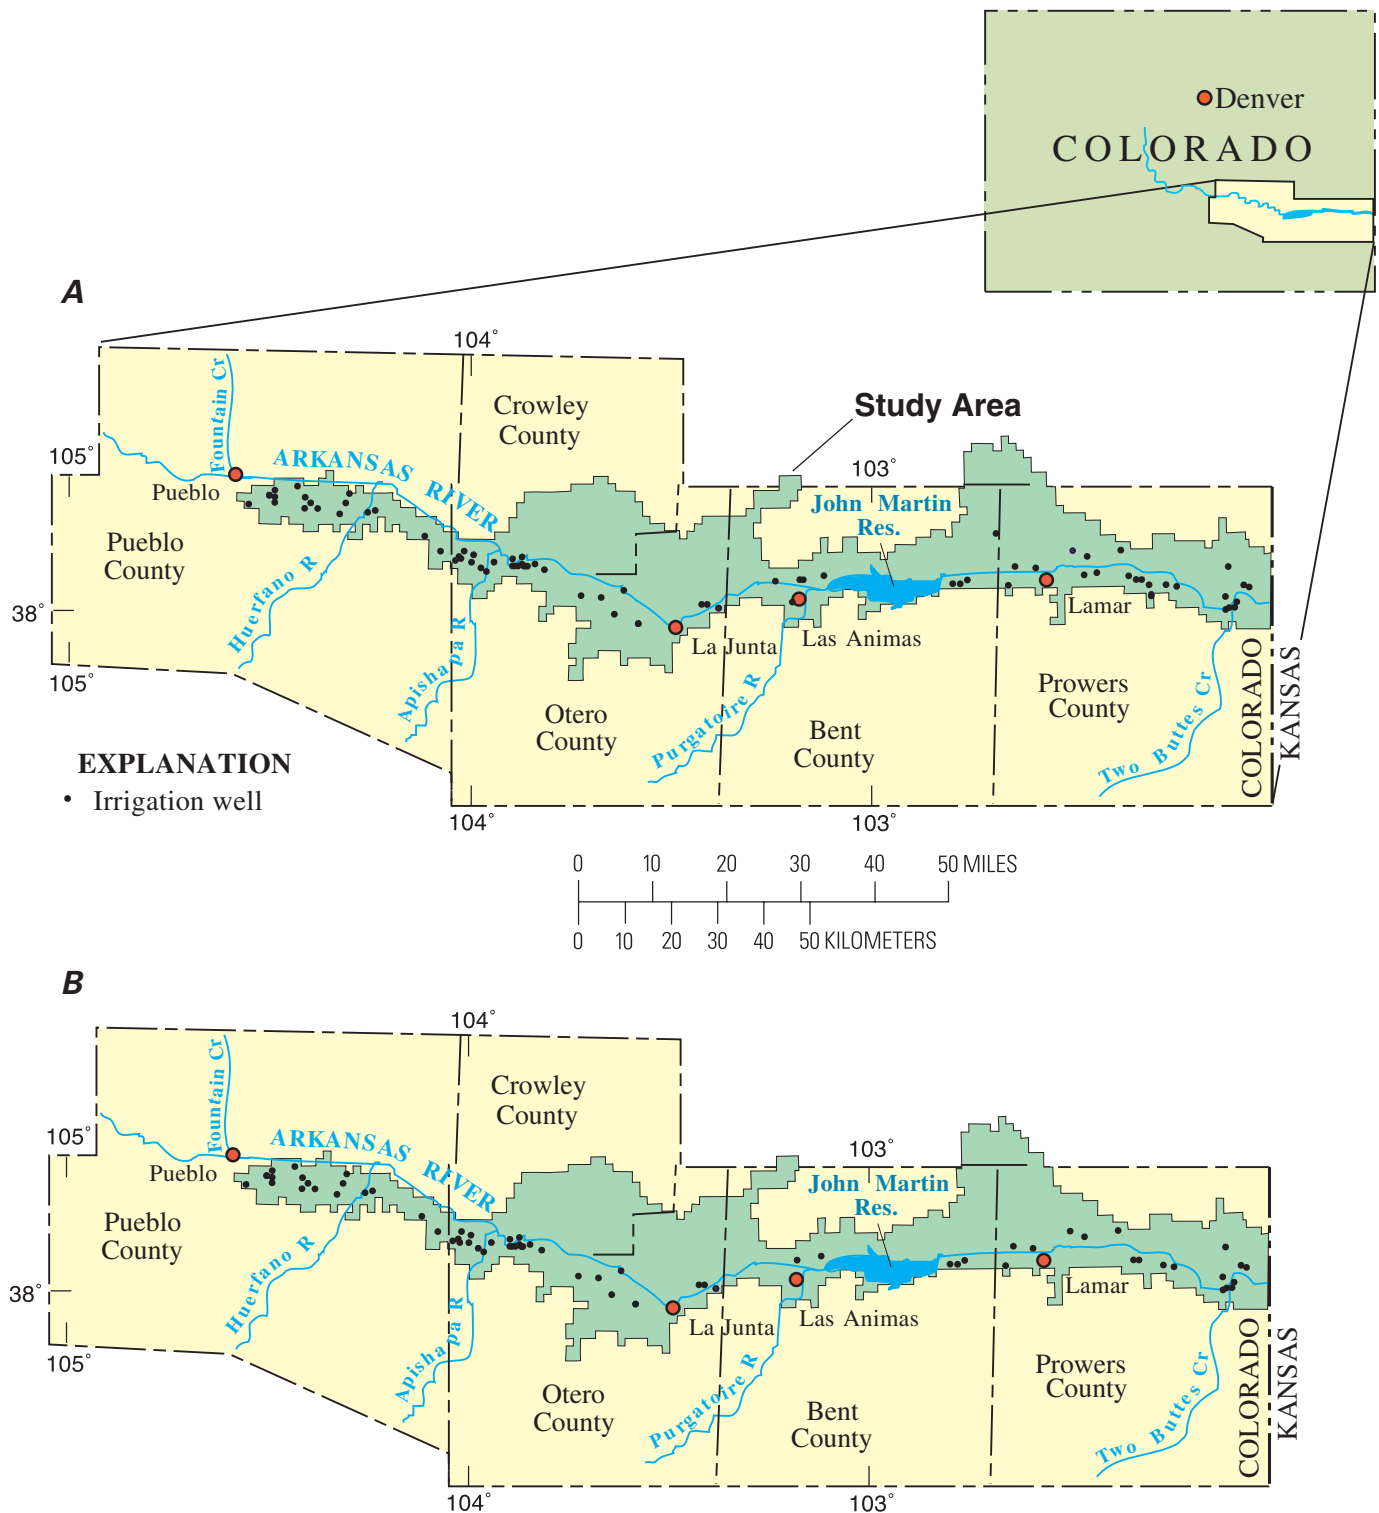 Denver
COLORADO
A
104°
Fountain Cr
Crowley
County
Study Area
105°
ARKANSAS RIVER
103°
Pueblo
John Martin
Res.
Pueblo
County
Huerfano R
38°
Apishapa R
La Junta
Las Animas
Lamar
105°
Otero
County
Purgatoire R
Bent
County
Prowers
County
Two Buttes Cr
COLORADO
KANSAS
EXPLANATION
• Irrigation well
104°
103°
0 10 20 30 40 50 MILES
0 10 20 30 40 50 KILOMETERS
B
104°
Fountain Cr
Crowley
County
105°
ARKANSAS RIVER
103°
Pueblo
John Martin
Res.
Pueblo
County
Huerfano R
38°
Apishapa R
La Junta
Las Animas
Lamar
105°
Otero
County
Purgatoire R
Bent
County
Prowers
County
Two Buttes Cr
COLORADO
KANSAS
104°
103°